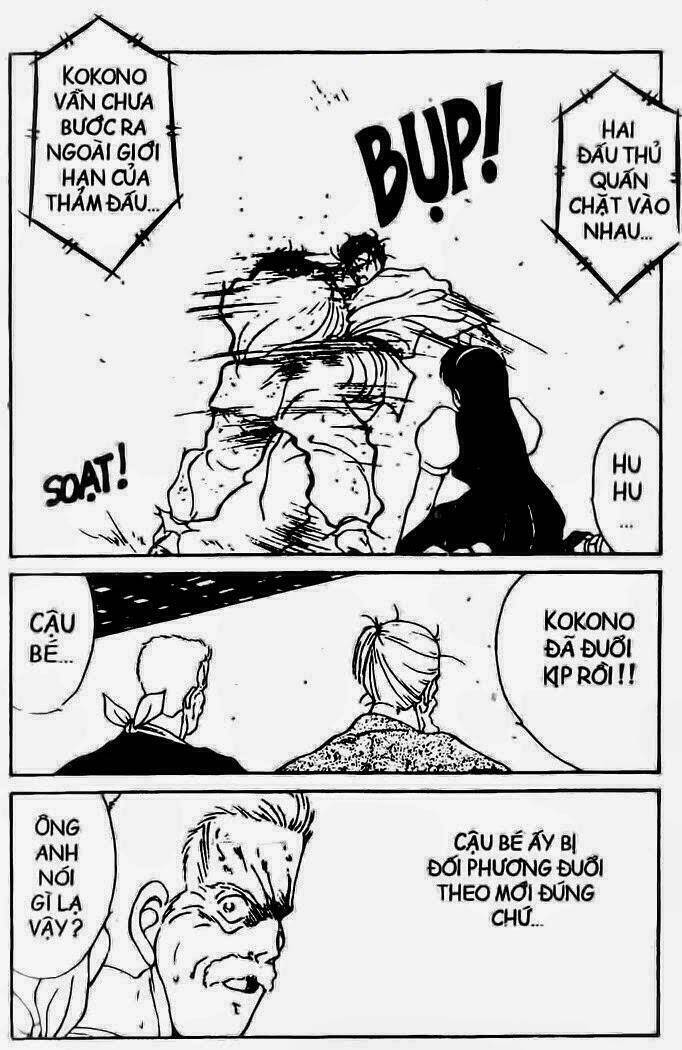 HAI
ĐẤU THỦ
QUẤN
CHẶT VÀO
NHAU...
BỤP!
KOKONO
VẪN CHƯA
BƯỚC RA
NGOÀI GIỚI
HẠN CỦA
THẢM ĐẤU...
HU
HU
...
SOẠT!
KOKONO
ĐÃ ĐUỔI
KỊP RỒI!!
CẬU
BÉ...
CẬU BÉ ẤY BỊ
ĐỐI PHƯƠNG ĐUỔI
THEO MỚI ĐÚNG
CHỨ...
ÔNG
ANH
NÓI
GÌ LẠ
VẬY?